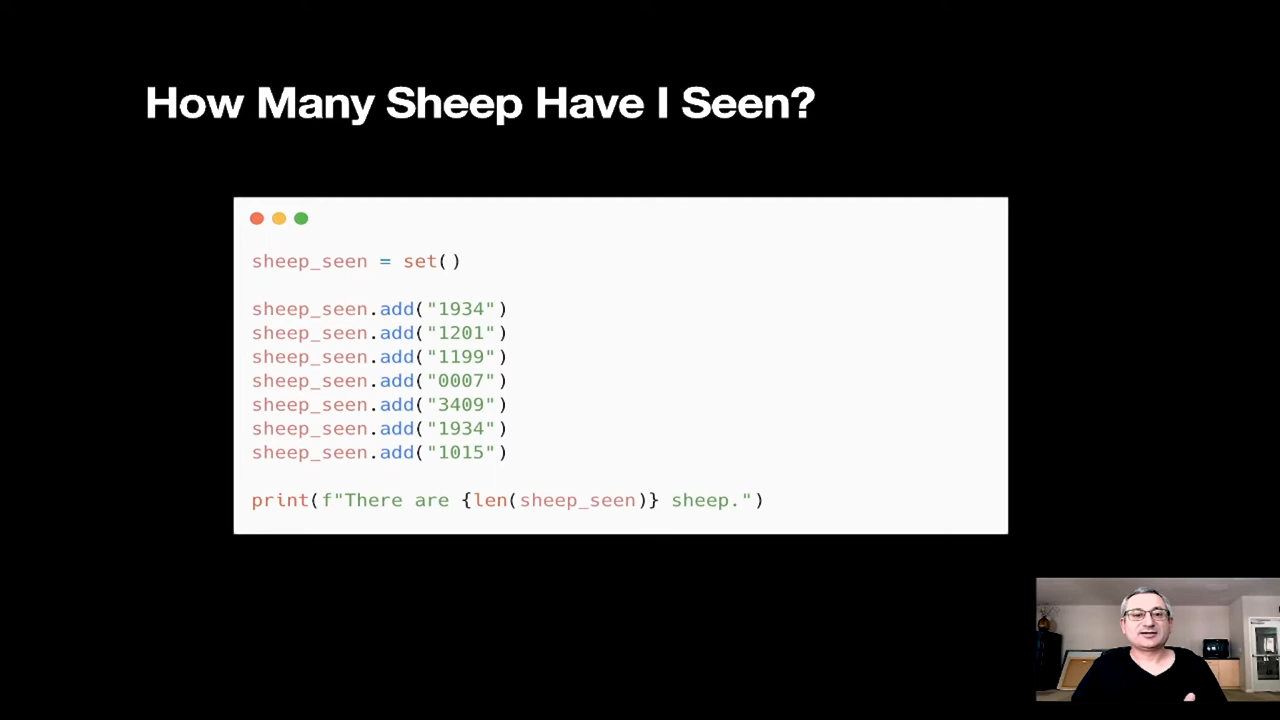 How Many Sheep Have I Seen?
sheep_seen = set()
sheep_seen.add("1934")
sheep_seen.add("1201")
sheep_seen.add("1199")
sheep_seen.add("0007")
sheep_seen.add("3409")
sheep_seen.add("1934")
sheep_seen.add("1015")
print(f"There are {len(sheep_seen)} sheep.")